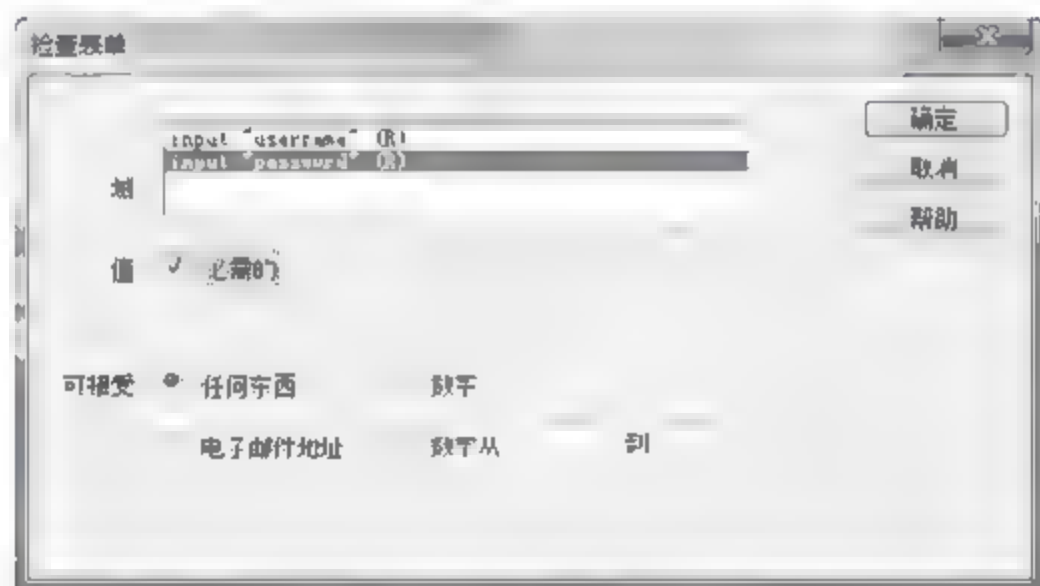 检查表单
input "username" (R)
input "password" (R)
域
值 必需的
可接受 任何东西 数字
电子邮件地址 数字从 到
确定
取消
帮助